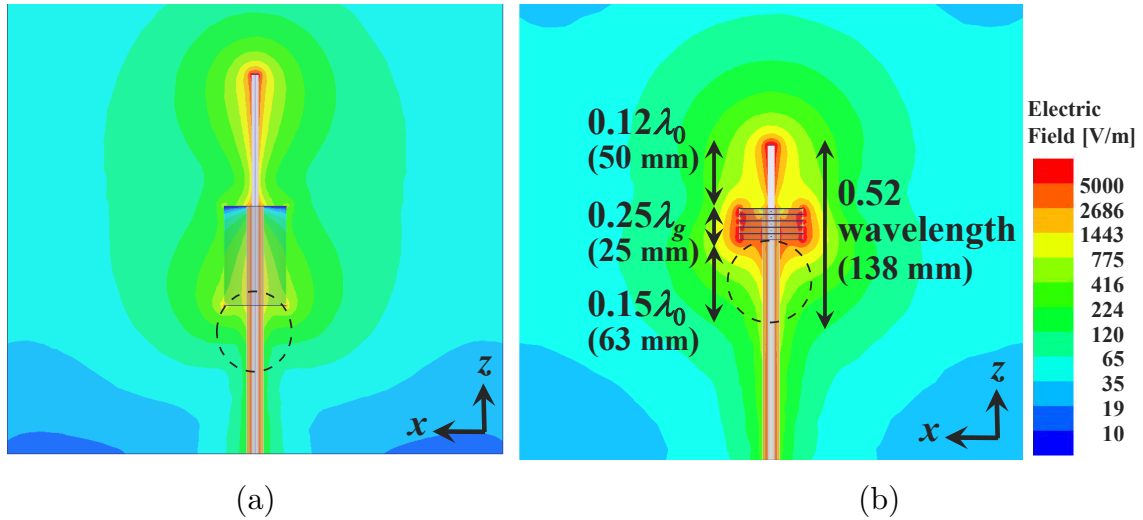 0.12λ₀
(50 mm)
0.25λg
(25 mm)
0.15λ₀
(63 mm)
0.52
wavelength
(138 mm)
z
x
z
x
Electric
Field [V/m]
5000
2686
1443
775
416
224
120
65
35
19
10
(a)
(b)